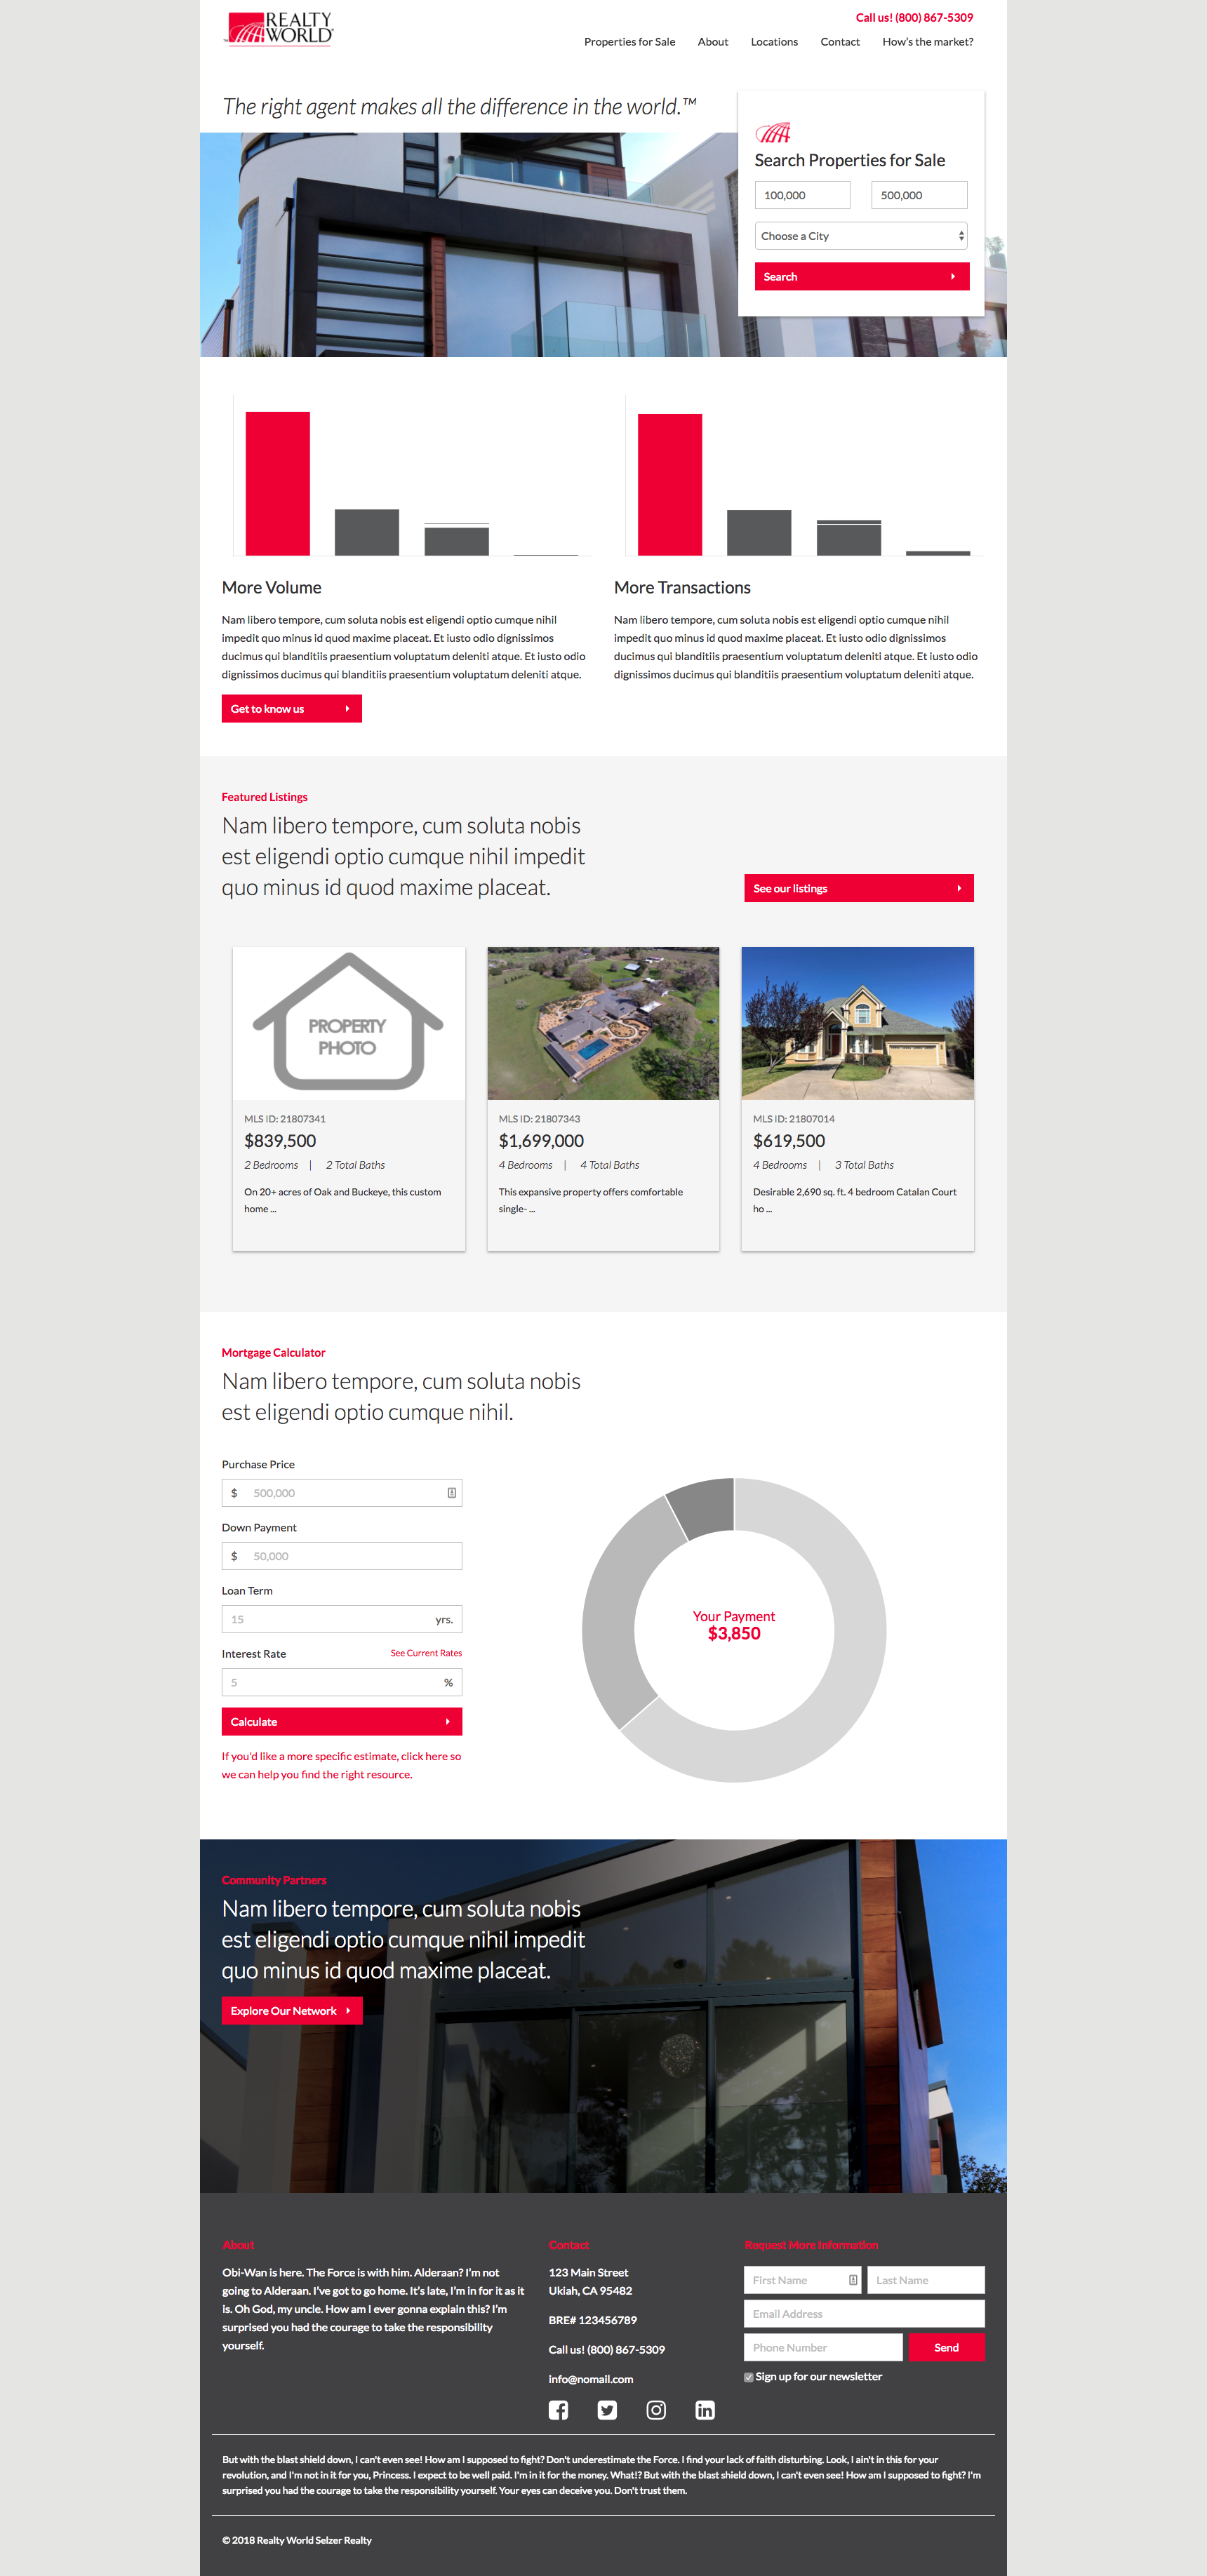 REALTY
WORLD
Call us! (800) 867-5309
Properties for Sale About Locations Contact How's the market?
The right agent makes all the difference in the world.™
Search Properties for Sale
100,000 500,000
Choose a City
Search
More Volume
Nam libero tempore, cum soluta nobis est eligendi optio cumque nihil
impedit quo minus id quod maxime placeat. Et iusto odio dignissimos
ducimus qui blanditiis praesentium voluptatum deleniti atque. Et iusto odio
dignissimos ducimus qui blanditiis praesentium voluptatum deleniti atque.
Get to know us
More Transactions
Nam libero tempore, cum soluta nobis est eligendi optio cumque nihil
impedit quo minus id quod maxime placeat. Et iusto odio dignissimos
ducimus qui blanditiis praesentium voluptatum deleniti atque. Et iusto odio
dignissimos ducimus qui blanditiis praesentium voluptatum deleniti atque.
Featured Listings
Nam libero tempore, cum soluta nobis
est eligendi optio cumque nihil impedit
quo minus id quod maxime placeat.
See our listings
PROPERTY
PHOTO
MLS ID: 21807341
$839,500
2 Bedrooms | 2 Total Baths
On 20+ acres of Oak and Buckeye, this custom
home ...
MLS ID: 21807343
$1,699,000
4 Bedrooms | 4 Total Baths
This expansive property offers comfortable
single- ...
MLS ID: 21807014
$619,500
4 Bedrooms | 3 Total Baths
Desirable 2,690 sq. ft. 4 bedroom Catalan Court
ho ...
Mortgage Calculator
Nam libero tempore, cum soluta nobis
est eligendi optio cumque nihil.
Purchase Price
$ 500,000
Down Payment
$ 50,000
Loan Term
15 yrs.
Interest Rate See Current Rates
5 %
Calculate
If you'd like a more specific estimate, click here so
we can help you find the right resource.
Your Payment
$3,850
Community Partners
Nam libero tempore, cum soluta nobis
est eligendi optio cumque nihil impedit
quo minus id quod maxime placeat.
Explore Our Network
About
Obi-Wan is here. The Force is with him. Alderaan? I'm not
going to Alderaan. I've got to go home. It's late, I'm in for it as it
is. Oh God, my uncle. How am I ever gonna explain this? I'm
surprised you had the courage to take the responsibility
yourself.
Contact
123 Main Street
Ukiah, CA 95482
BRE# 123456789
Call us! (800) 867-5309
info@nomail.com
Request More Information
First Name Last Name
Email Address
Phone Number Send
Sign up for our newsletter
But with the blast shield down, I can't even see! How am I supposed to fight? Don't underestimate the Force. I find your lack of faith disturbing. Look, I ain't in this for your
revolution, and I'm not in it for you, Princess. I expect to be well paid. I'm in it for the money. What!? But with the blast shield down, I can't even see! How am I supposed to fight? I'm
surprised you had the courage to take the responsibility yourself. Your eyes can deceive you. Don't trust them.
© 2018 Realty World Selzer Realty